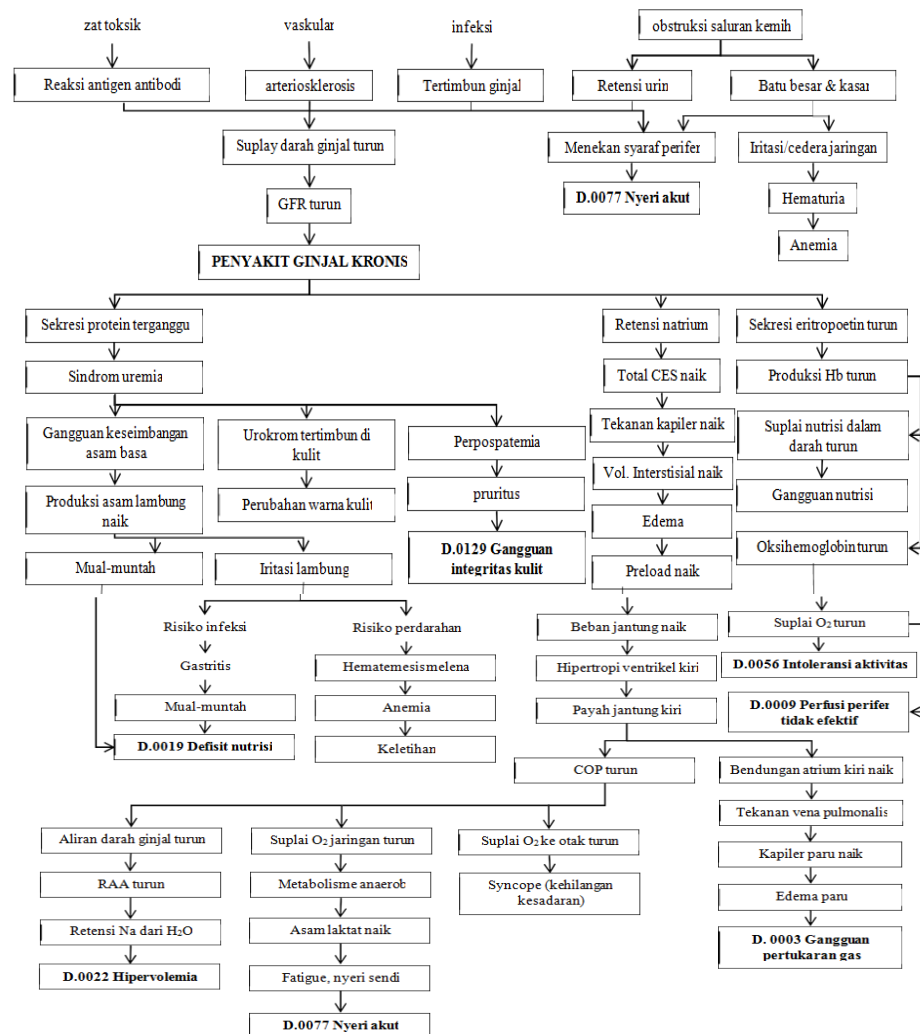 zat toksik
vaskular
infeksi
obstruksi saluran kemih
Reaksi antigen antibodi
arteriosklerosis
Tertimbun ginjal
Retensi urin
Batu besar & kasar
Suplay darah ginjal turun
Menekan syaraf perifer
Iritasi/cedera jaringan
GFR turun
D.0077 Nyeri akut
Hematuria
Anemia
PENYAKIT GINJAL KRONIS
Sekresi protein terganggu
Retensi natrium
Sekresi eritropoetin turun
Sindrom uremia
Total CES naik
Produksi Hb turun
Gangguan keseimbangan
asam basa
Urokrom tertimbun di
kulit
Perpospatemia
Tekanan kapiler naik
Suplai nutrisi dalam
darah turun
Vol. Interstisial naik
Produksi asam lambung
naik
Perubahan warna kulit
pruritus
Gangguan nutrisi
Edema
D.0129 Gangguan
integritas kulit
Oksihemoglobin turun
Mual-muntah
Iritasi lambung
Preload naik
Risiko infeksi
Risiko perdarahan
Beban jantung naik
Suplai O₂ turun
Gastritis
Hematemesis melena
Hipertropi ventrikel kiri
D.0056 Intoleransi aktivitas
Mual-muntah
Anemia
Payah jantung kiri
D.0009 Perfusi perifer
tidak efektif
D.0019 Defisit nutrisi
Keletihan
COP turun
Bendungan atrium kiri naik
Tekanan vena pulmonalis
Aliran darah ginjal turun
Suplai O₂ jaringan turun
Suplai O₂ ke otak turun
Kapiler paru naik
RAA turun
Metabolisme anaerob
Syncope (kehilangan
kesadaran)
Edema paru
Retensi Na dari H₂O
Asam laktat naik
D. 0003 Gangguan
pertukaran gas
D.0022 Hipervolemia
Fatigue, nyeri sendi
D.0077 Nyeri akut